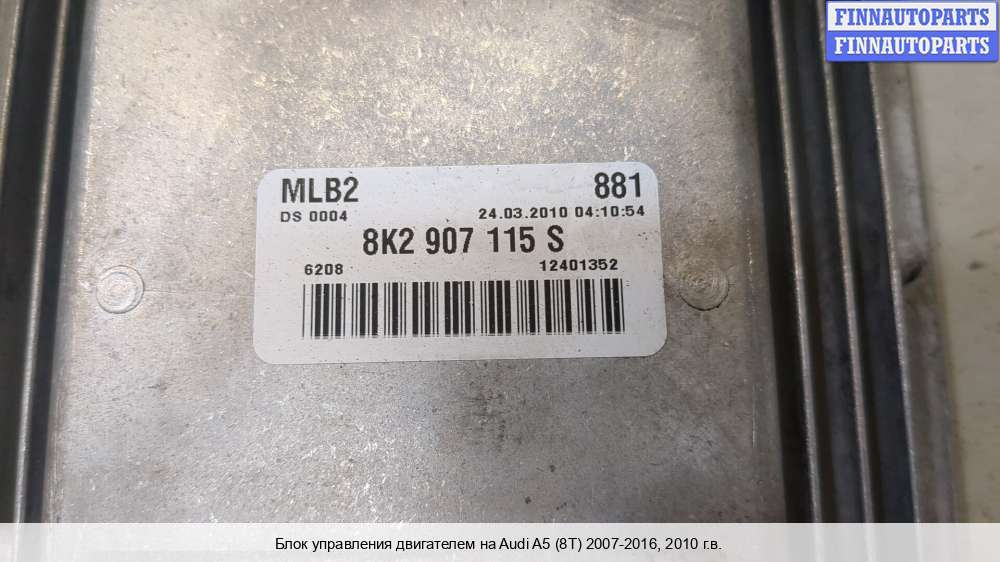 FINNAUTOPARTS
FINNAUTOPARTS
MLB2 881
DS 0004 24.03.2010 04:10:54
8K2 907 115 S
6208 12401352
Блок управления двигателем на Audi A5 (8T) 2007-2016, 2010 г.в.